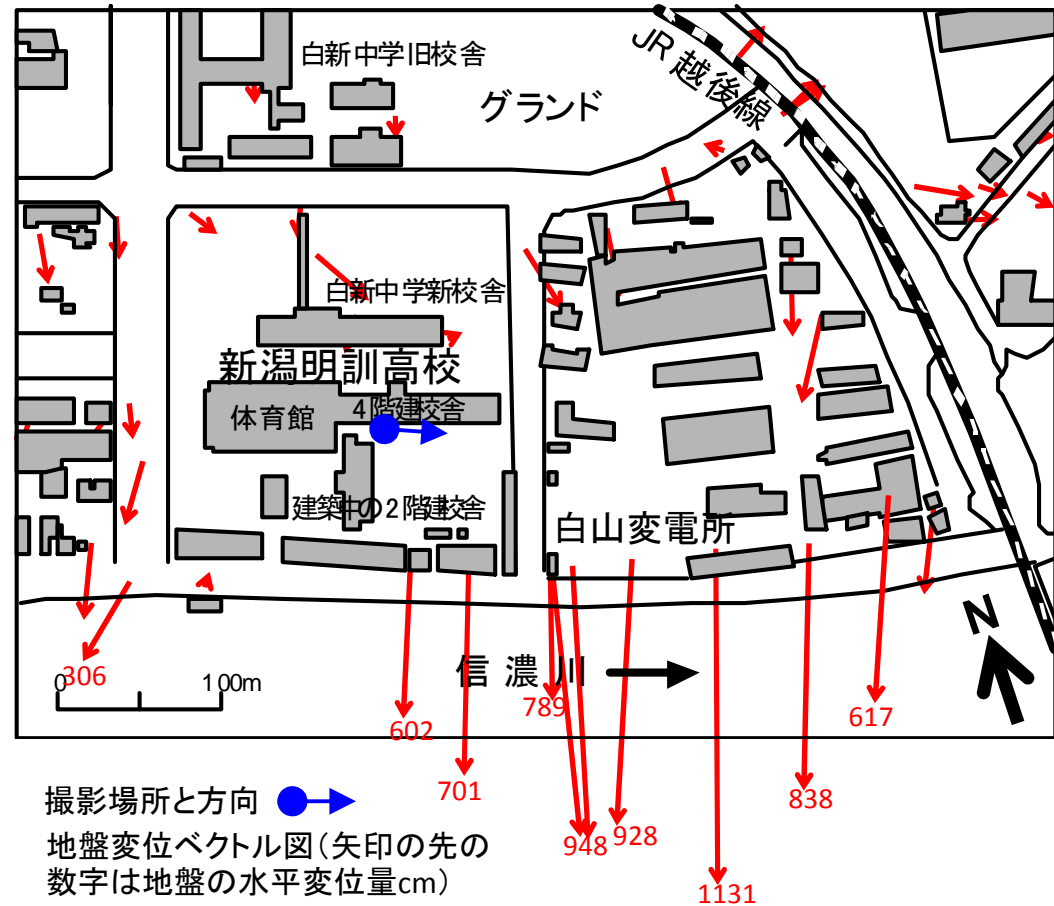 白新中学旧校舎
グランド
JR越後線
白新中学新校舎
新潟明訓高校
体育館
4階建校舎
建築中の2階建校舎
白山変電所
信濃川
N
0
100m
306
602
701
789
948
928
1131
838
617
撮影場所と方向
地盤変位ベクトル図(矢印の先の
数字は地盤の水平変位量cm)